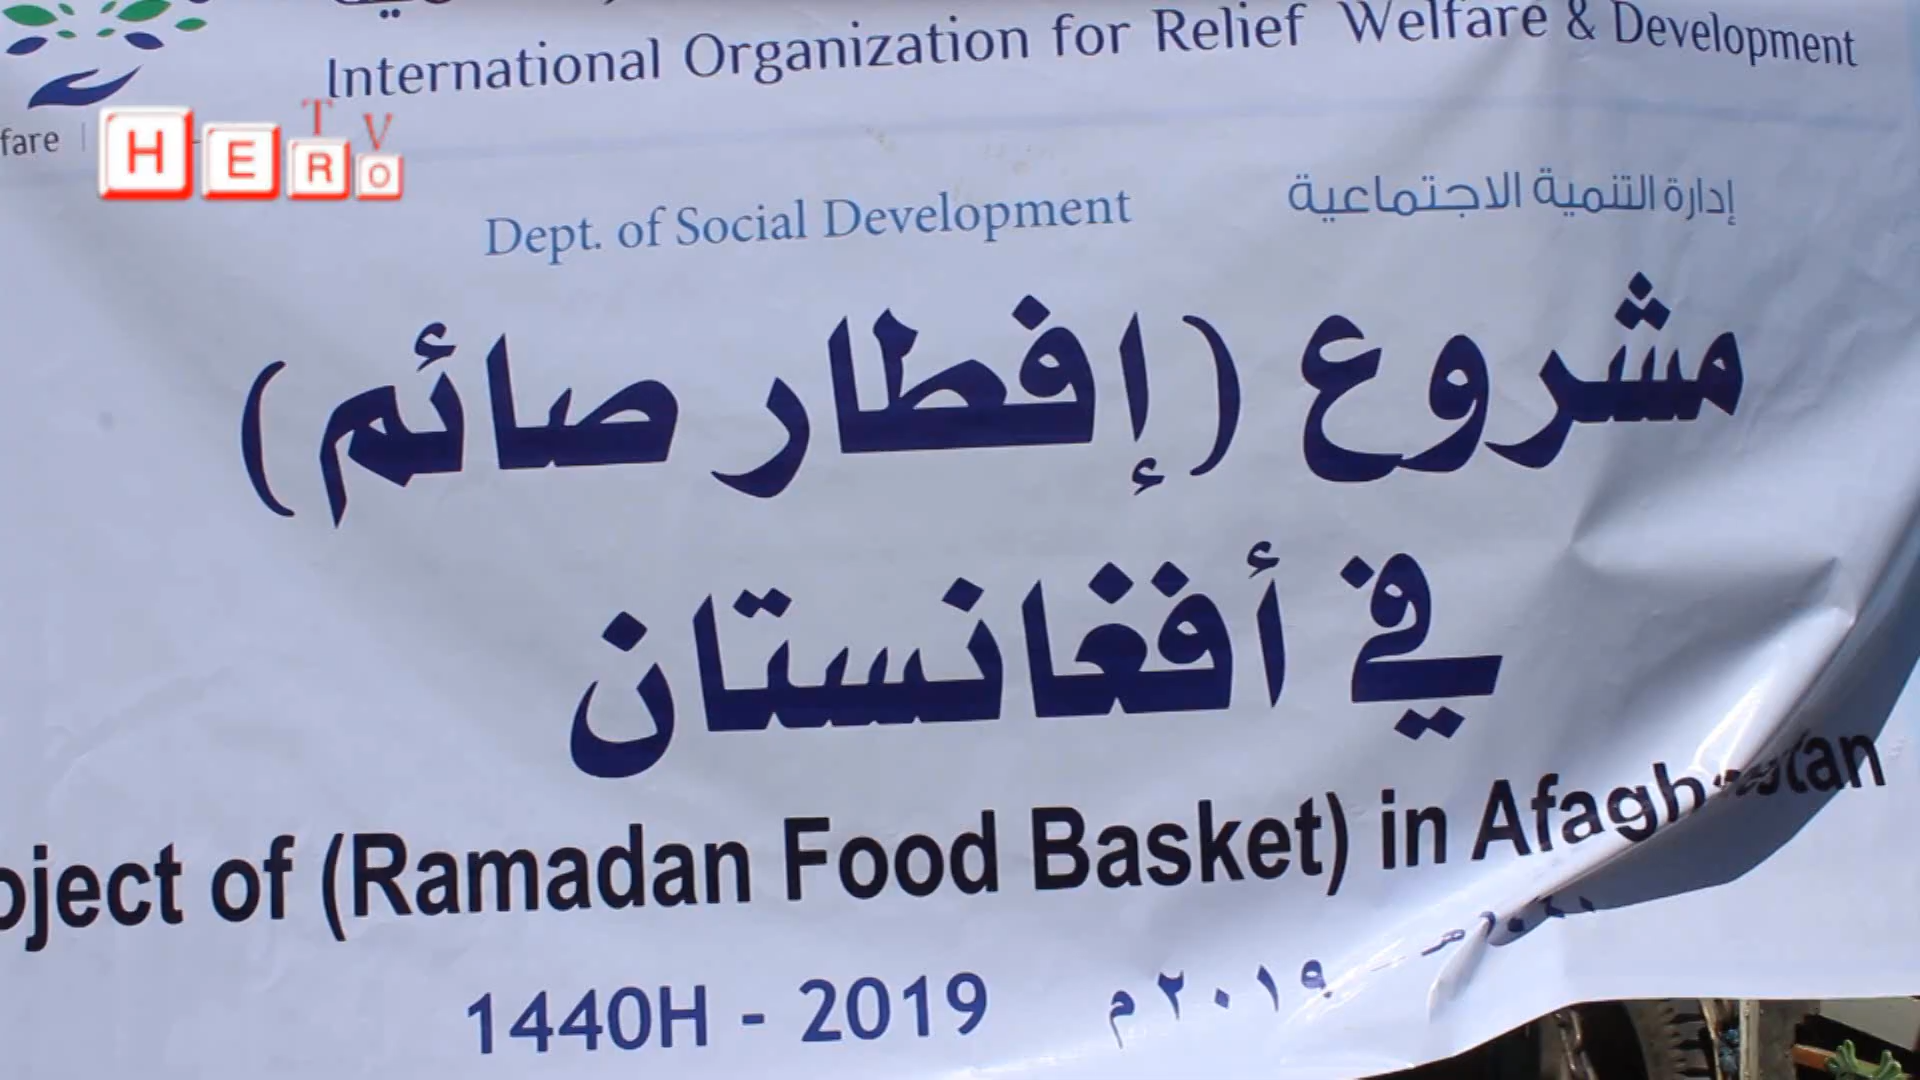 International Organization for Relief Welfare & Development
fare
HERO
TV
Dept. of Social Development
إدارة التنمية الاجتماعية
مشروع (إفطار صائم)
في أفغانستان
oject of (Ramadan Food Basket) in
1440H - 2019
٢٠١٩م